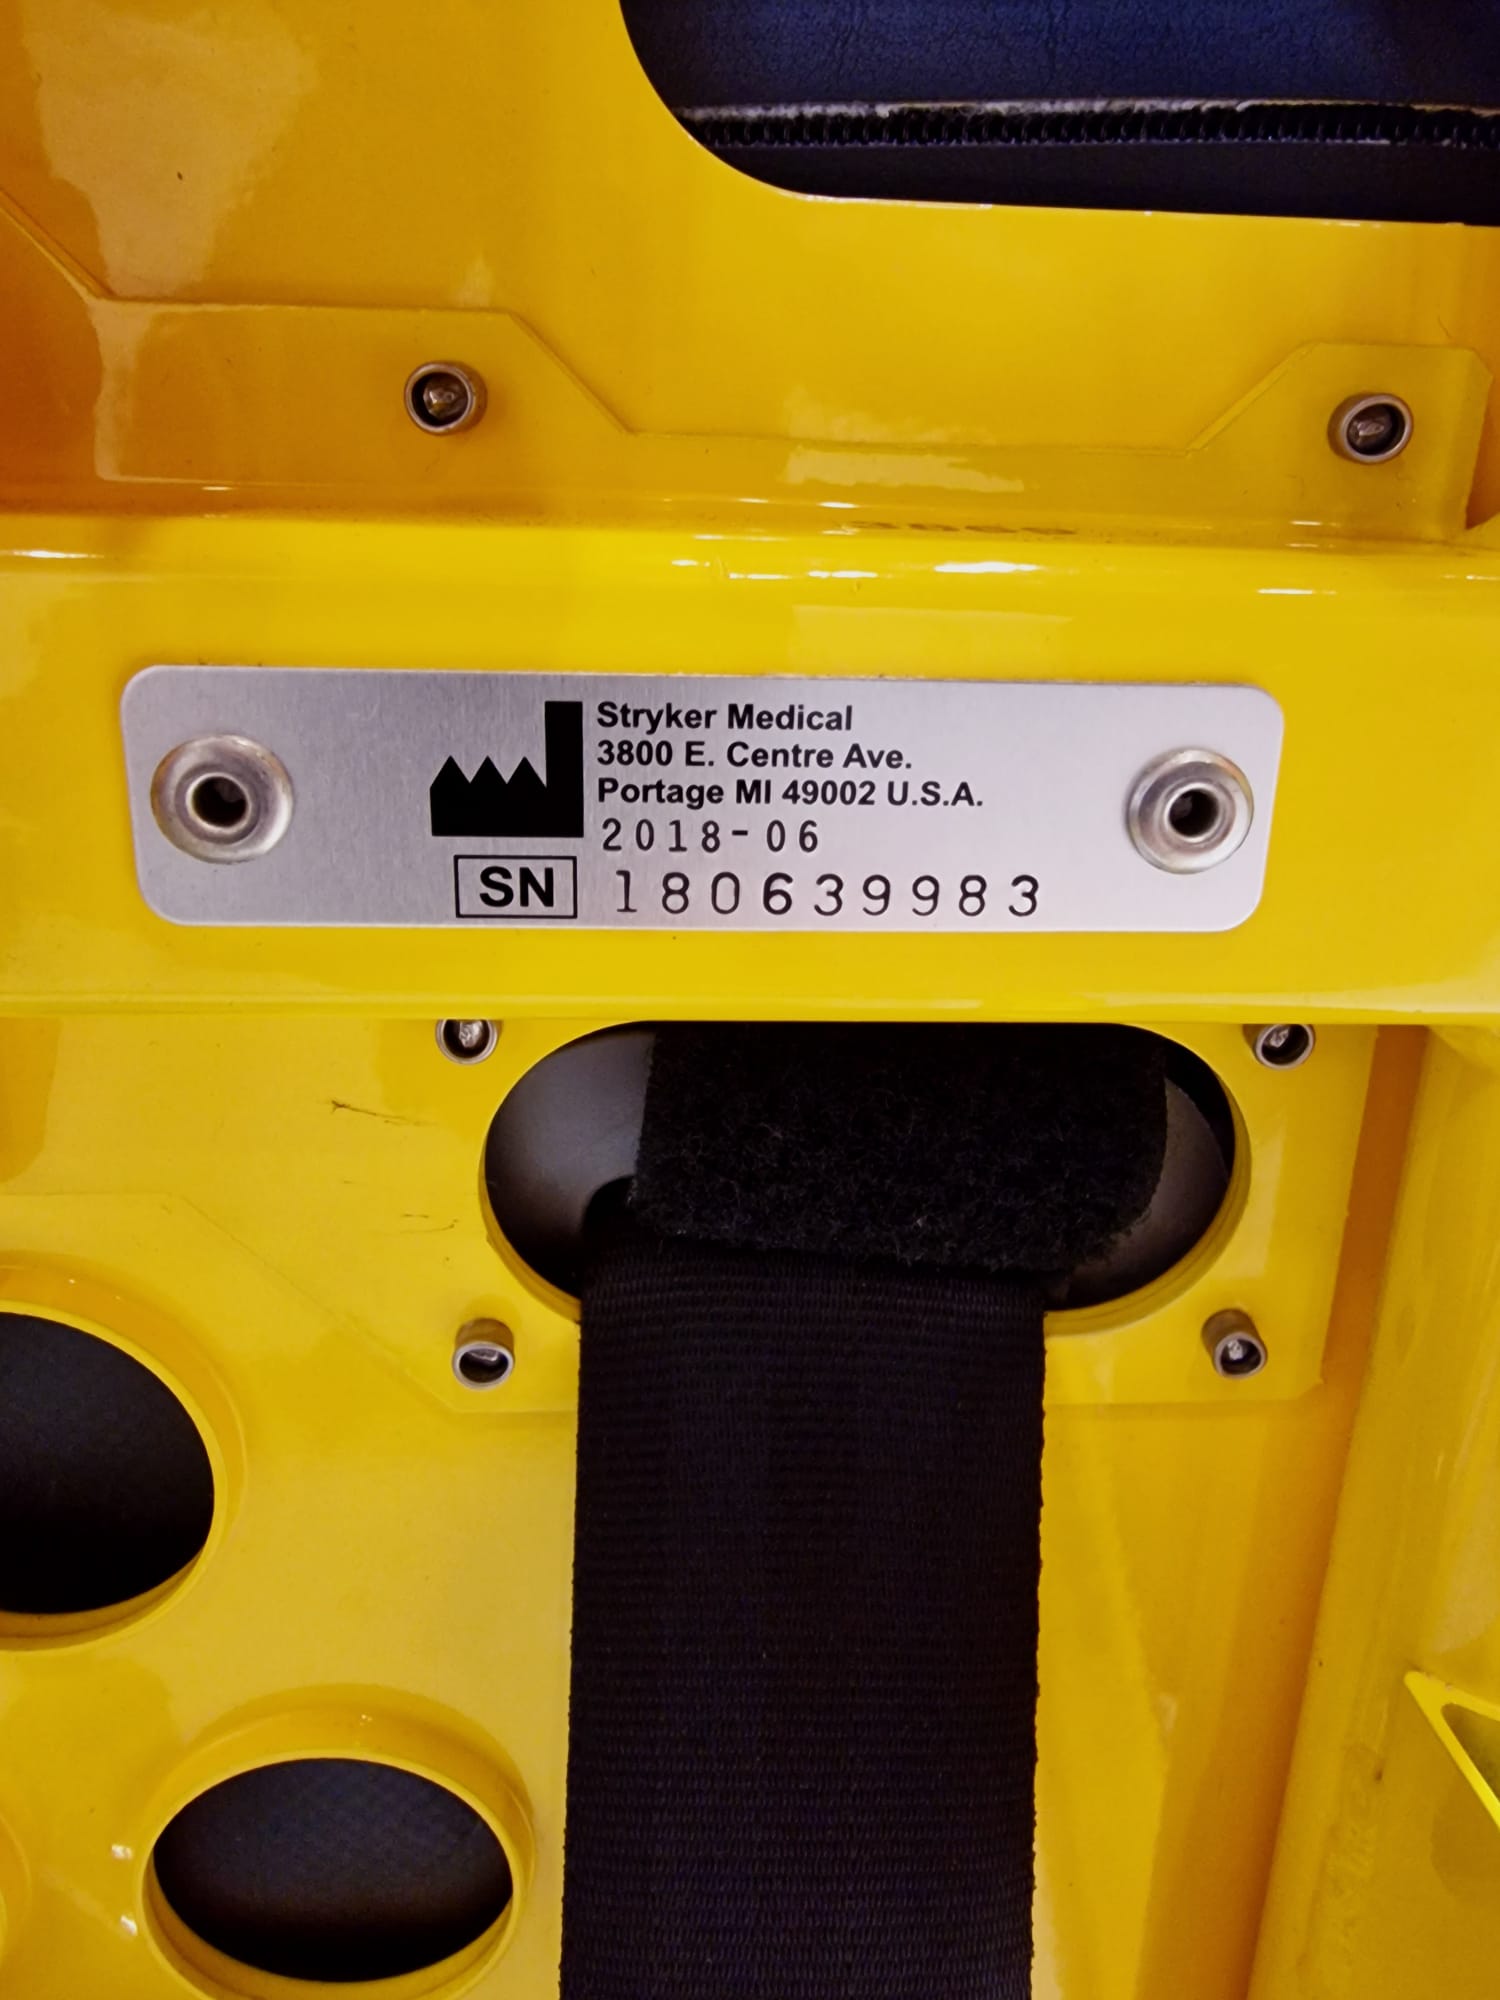 Stryker Medical
3800 E. Centre Ave.
Portage MI 49002 U.S.A.
2018-06
SN 180639983